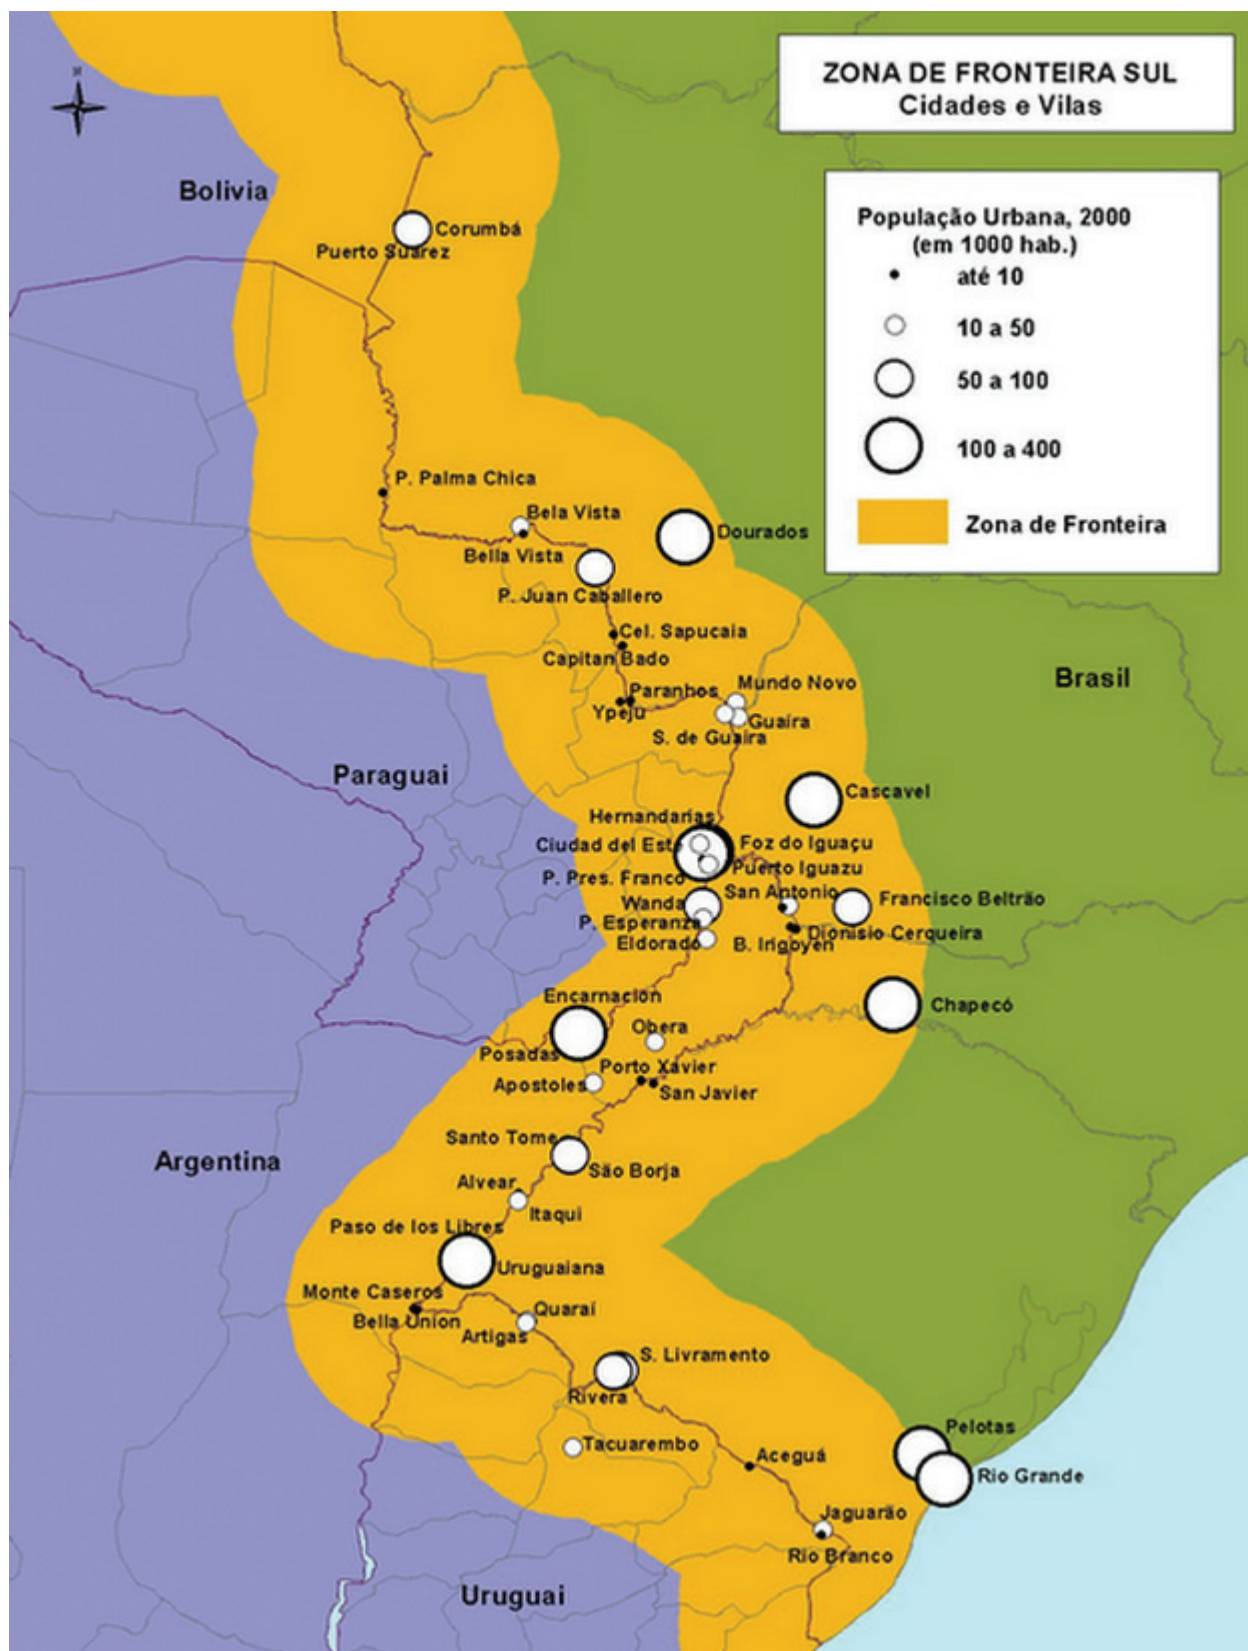 ZONA DE FRONTEIRA SUL
Cidades e Vilas
N
População Urbana, 2000
(em 1000 hab.)
até 10
10 a 50
50 a 100
100 a 400
Zona de Fronteira
Bolivia
Corumbá
Puerto Suarez
P. Palma Chica
Bela Vista
Bella Vista
Dourados
P. Juan Caballero
Cel. Sapucaia
Capitan Bado
Brasil
Mundo Novo
Paranhos
Ypeju
Guaira
S. de Guaira
Paraguai
Cascavel
Hernandarias
Ciudad del Este
Foz do Iguaçu
Puerto Iguazu
P. Pres. Franco
San Antonio
Francisco Beltrão
Wanda
P. Esperanza
Dionisio Cerqueira
Eldorado
B. Irigoyen
Encarnacion
Chapecó
Obera
Posadas
Porto Xavier
Apostoles
San Javier
Santo Tome
Argentina
São Borja
Alvear
Itaqui
Paso de los Libres
Uruguaiana
Monte Caseros
Quaraí
Bella Union
Artigas
S. Livramento
Rivera
Pelotas
Tacuarembo
Aceguá
Rio Grande
Jaguarão
Rio Branco
Uruguai